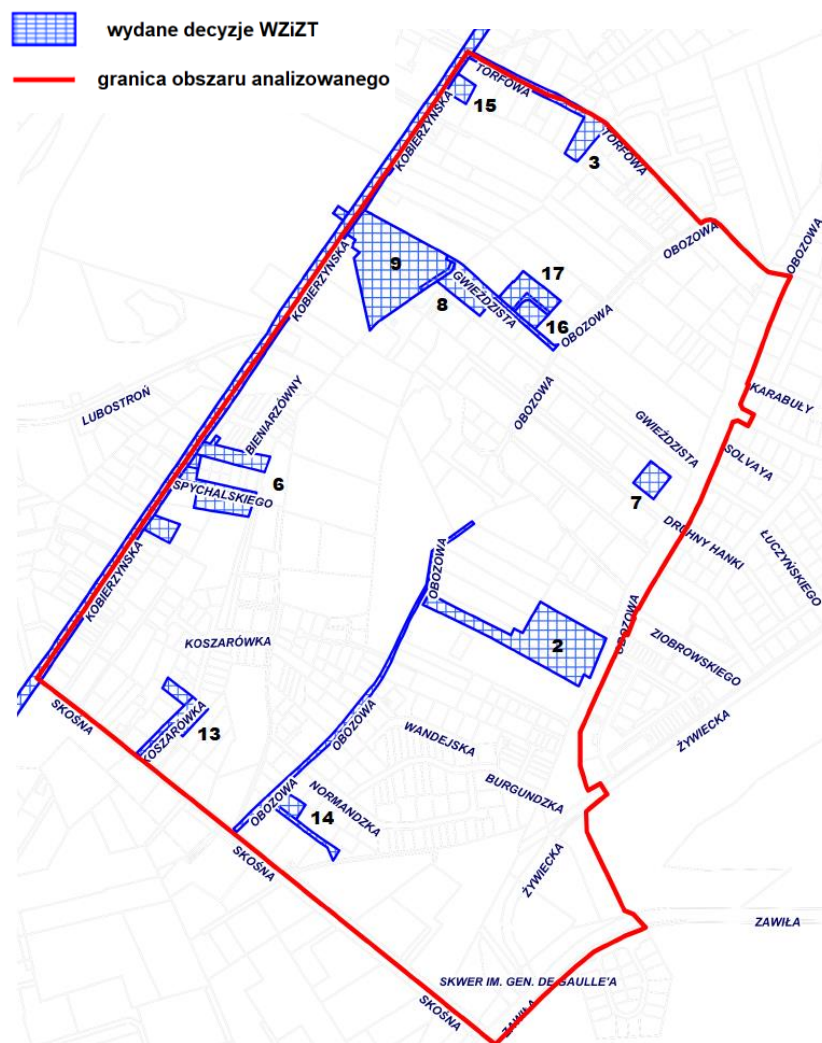 wydane decyzje WZiZT
granica obszaru analizowanego
TORFOWA
15
KOBIERZYŃSKA
3
TORFOWA
OBOZOWA
OBOZOWA
KOBIERZYŃSKA
9
17
GWIEŹDZISTA
8
16
OBOZOWA
LUBOSTROŃ
BIENIARZÓWNY
OBOZOWA
KARABUŁY
GWIEŹDZISTA
SOLVAYA
6
SPYCHALSKIEGO
7
DRUHNY HANKI
ŁUCZYŃSKIEGO
KOBIERZYŃSKA
OBOZOWA
OBOZOWA
KOSZARÓWKA
2
ZIOBROWSKIEGO
SKOŚNA
KOSZARÓWKA
13
OBOZOWA
WANDEJSKA
ŻYWIECKA
BURGUNDZKA
OBOZOWA
NORMANDZKA
14
SKOŚNA
ŻYWIECKA
ZAWIŁA
SKWER IM. GEN. DE GAULLE'A
SKOŚNA
ZAWIŁA